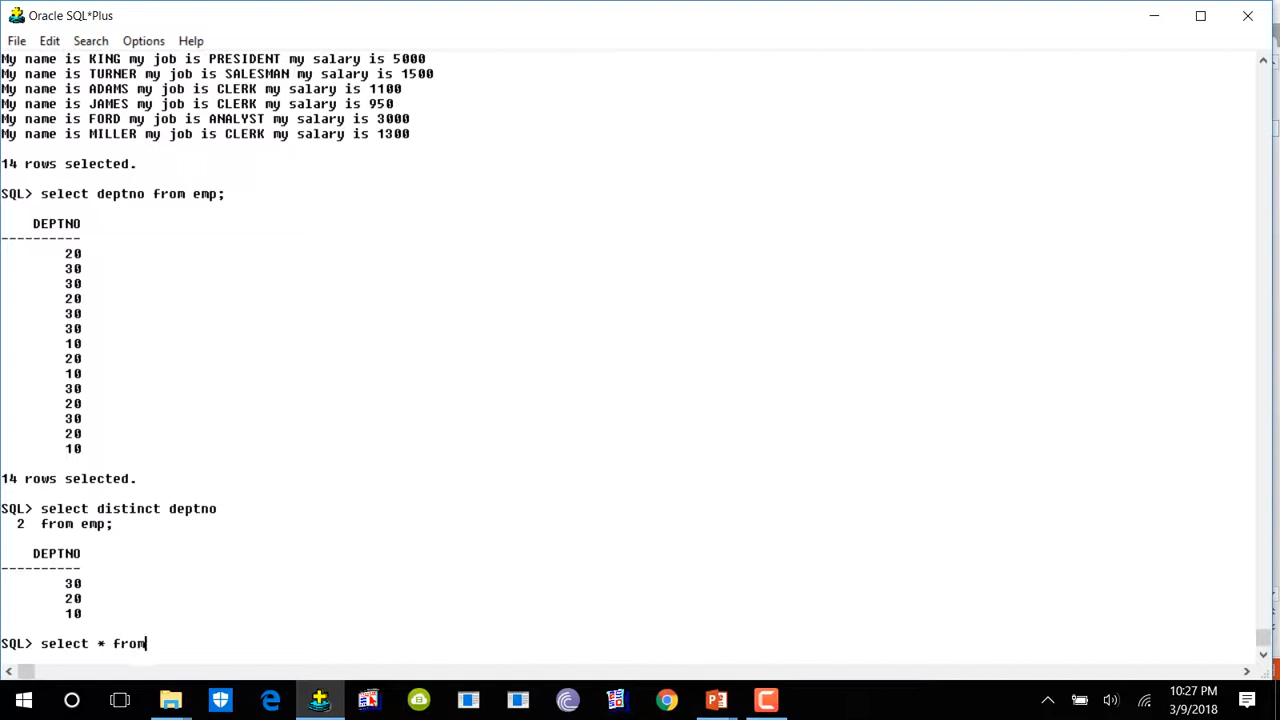 Oracle SQL*Plus
File Edit Search Options Help
My name is KING my job is PRESIDENT my salary is 5000
My name is TURNER my job is SALESMAN my salary is 1500
My name is ADAMS my job is CLERK my salary is 1100
My name is JAMES my job is CLERK my salary is 950
My name is FORD my job is ANALYST my salary is 3000
My name is MILLER my job is CLERK my salary is 1300
14 rows selected.
SQL> select deptno from emp;
DEPTNO
----------
20
30
30
20
30
30
10
20
10
30
20
30
20
10
14 rows selected.
SQL> select distinct deptno
2 from emp;
DEPTNO
----------
30
20
10
SQL> select * from
10:27 PM
3/9/2018